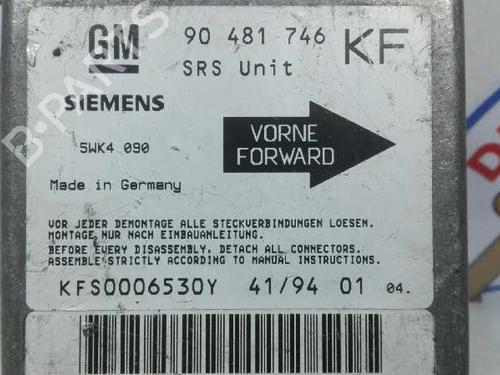 GM 90 481 746 KF
SRS Unit
SIEMENS
5WK4 090
VORNE
FORWARD
Made in Germany
VOR JEDER DEMONTAGE ALLE STECKVERBINDUNGEN LOESEN.
MONTAGE NUR NACH EINBAUANLEITUNG.
BEFORE EVERY DISASSEMBLY, DETACH ALL CONNECTORS.
ASSEMBLE STRICTLY ACCORDING TO MANUAL INSTRUCTIONS.
KFS0006530Y 41/94 01 04.
B-PARTS